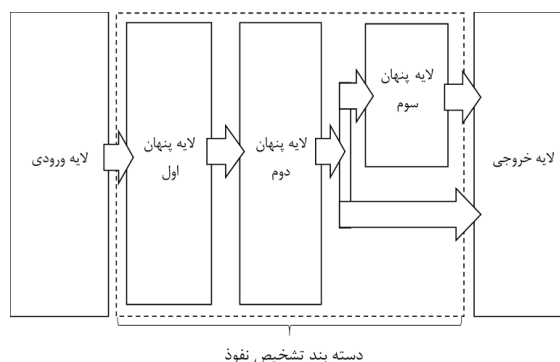 لایه ورودی
لایه پنهان
اول
لایه پنهان
دوم
لایه پنهان
سوم
لایه خروجی
دسته بند تشخیص نفوذ